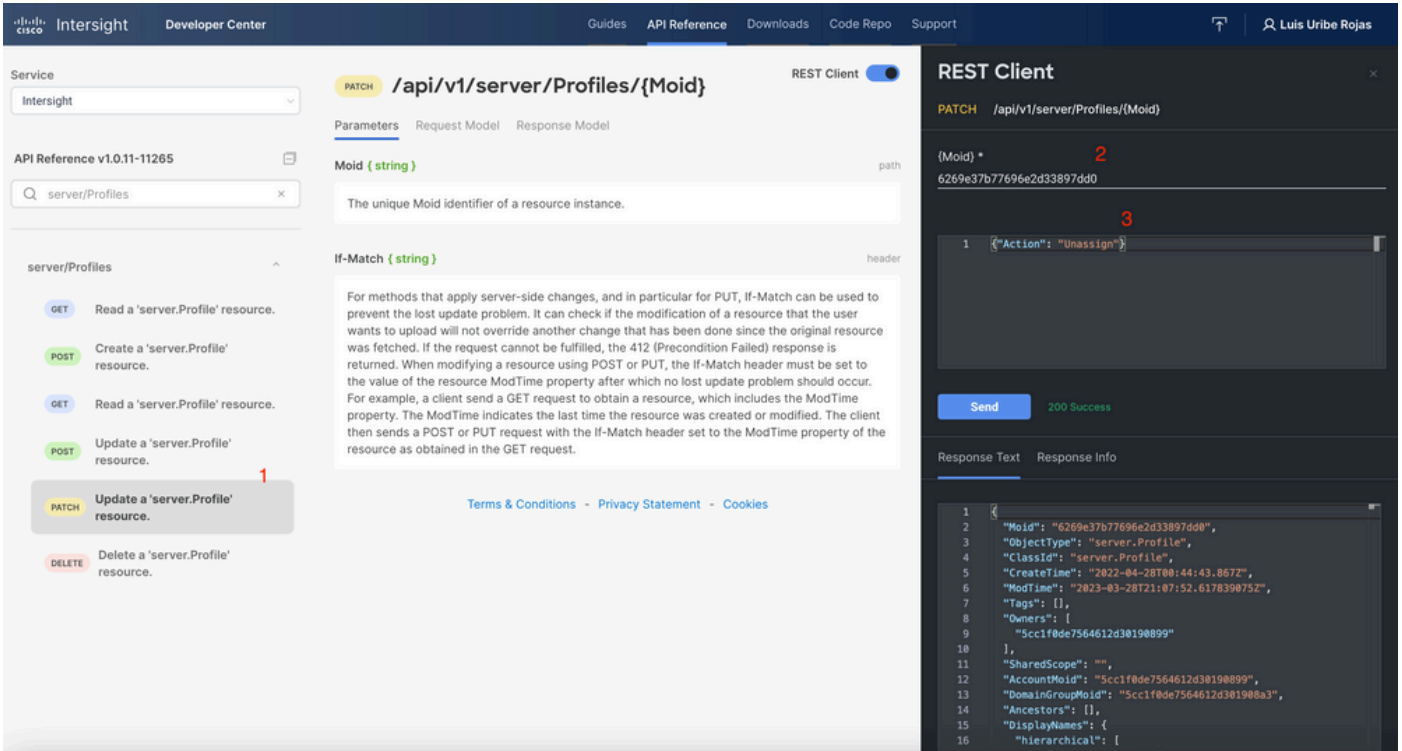 cisco Intersight Developer Center Guides API Reference Downloads Code Repo Support Luis Uribe Rojas
Service
Intersight
API Reference v1.0.11-11265
server/Profiles ×
server/Profiles
GET Read a 'server.Profile' resource.
POST Create a 'server.Profile'
resource.
GET Read a 'server.Profile' resource.
POST Update a 'server.Profile'
resource.
1
PATCH Update a 'server.Profile'
resource.
DELETE Delete a 'server.Profile'
resource.
PATCH /api/v1/server/Profiles/{Moid}
REST Client
Parameters Request Model Response Model
Moid { string } path
The unique Moid identifier of a resource instance.
If-Match { string } header
For methods that apply server-side changes, and in particular for PUT, If-Match can be used to
prevent the lost update problem. It can check if the modification of a resource that the user
wants to upload will not override another change that has been done since the original resource
was fetched. If the request cannot be fulfilled, the 412 (Precondition Failed) response is
returned. When modifying a resource using POST or PUT, the If-Match header must be set to
the value of the resource ModTime property after which no lost update problem should occur.
For example, a client send a GET request to obtain a resource, which includes the ModTime
property. The ModTime indicates the last time the resource was created or modified. The client
then sends a POST or PUT request with the If-Match header set to the ModTime property of the
resource as obtained in the GET request.
Terms & Conditions - Privacy Statement - Cookies
REST Client ×
PATCH /api/v1/server/Profiles/{Moid}
{Moid} * 2
6269e37b77696e2d33897dd0
3
1 {"Action": "Unassign"}
Send 200 Success
Response Text Response Info
1 {
2 "Moid": "6269e37b77696e2d33897dd0",
3 "ObjectType": "server.Profile",
4 "ClassId": "server.Profile",
5 "CreateTime": "2022-04-28T00:44:43.867Z",
6 "ModTime": "2023-03-28T21:07:52.617839075Z",
7 "Tags": [],
8 "Owners": [
9 "5cc1f0de7564612d30190899"
10 ],
11 "SharedScope": "",
12 "AccountMoid": "5cc1f0de7564612d30190899",
13 "DomainGroupMoid": "5cc1f0de7564612d301908a3",
14 "Ancestors": [],
15 "DisplayNames": {
16 "hierarchical": [